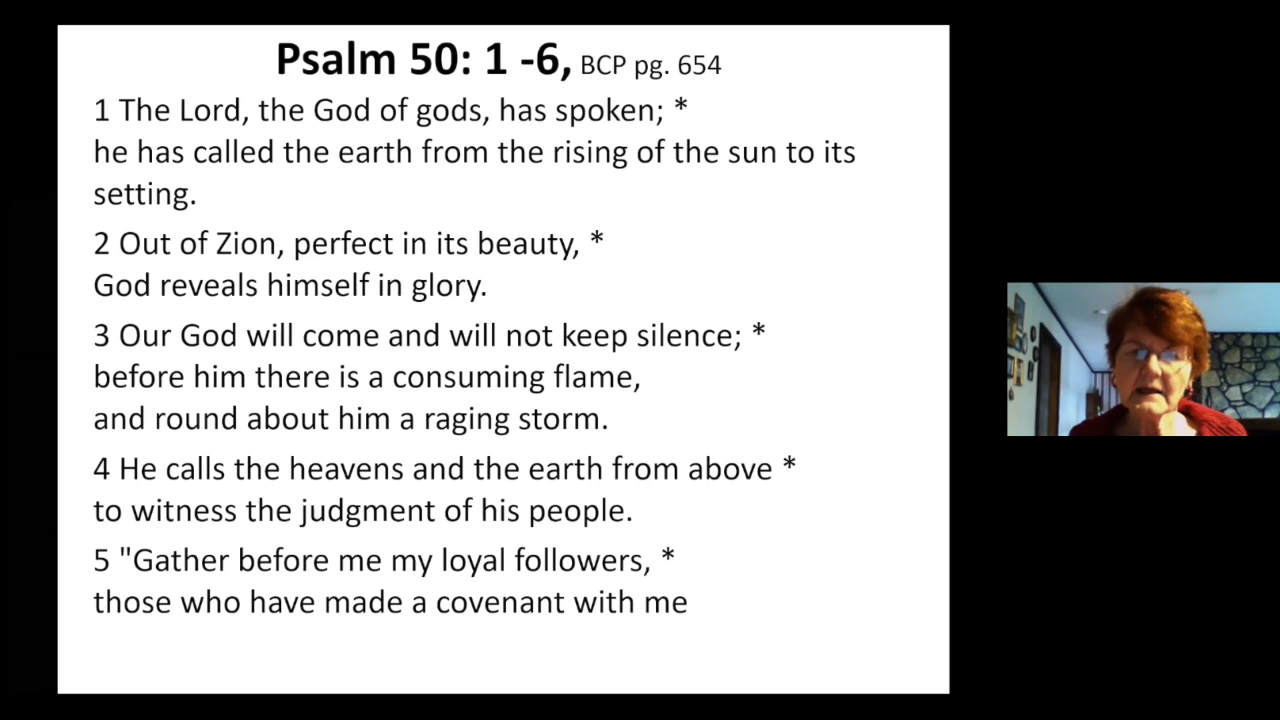 Psalm 50: 1 -6, BCP pg. 654
1 The Lord, the God of gods, has spoken; *
he has called the earth from the rising of the sun to its
setting.
2 Out of Zion, perfect in its beauty, *
God reveals himself in glory.
3 Our God will come and will not keep silence; *
before him there is a consuming flame,
and round about him a raging storm.
4 He calls the heavens and the earth from above *
to witness the judgment of his people.
5 "Gather before me my loyal followers, *
those who have made a covenant with me